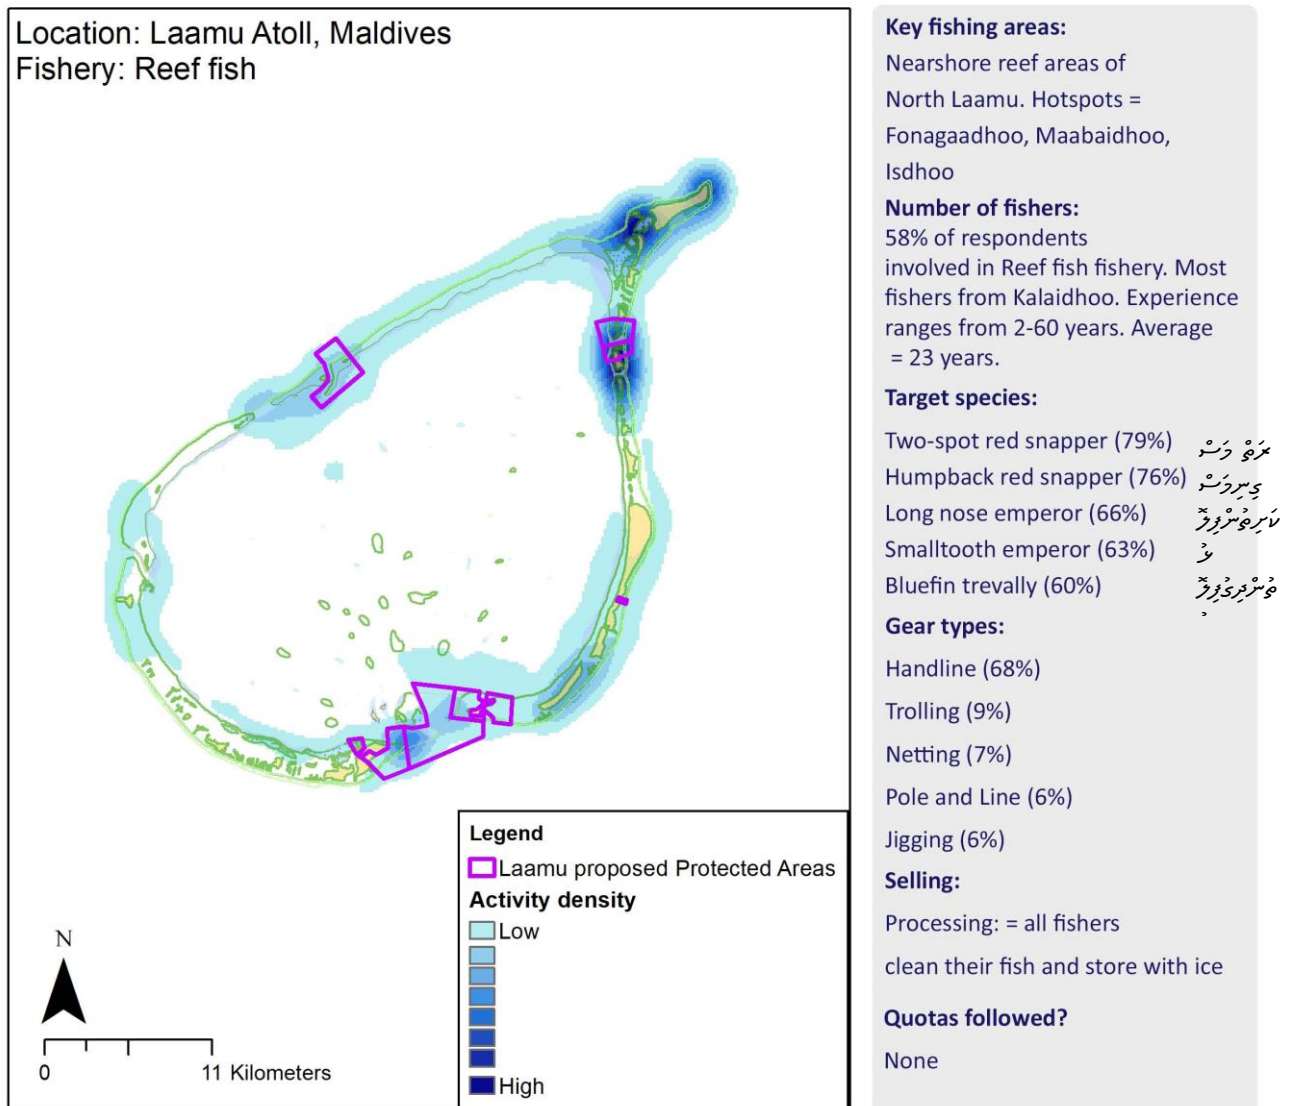 Location: Laamu Atoll, Maldives
Fishery: Reef fish
Legend
Laamu proposed Protected Areas
Activity density
Low
High
N
0
11 Kilometers
Key fishing areas:
Nearshore reef areas of
North Laamu. Hotspots =
Fonagaadhoo, Maabaidhoo,
Isdhoo
Number of fishers:
58% of respondents
involved in Reef fish fishery. Most
fishers from Kalaidhoo. Experience
ranges from 2-60 years. Average
= 23 years.
Target species:
Two-spot red snapper (79%) ރަތް މަސް
Humpback red snapper (76%) ގިނިމަސް
Long nose emperor (66%) ކަށިތުންފިލޮ
Smalltooth emperor (63%) ޅު
Bluefin trevally (60%) ތުންދިގުފިލޮ
Gear types:
Handline (68%)
Trolling (9%)
Netting (7%)
Pole and Line (6%)
Jigging (6%)
Selling:
Processing: = all fishers
clean their fish and store with ice
Quotas followed?
None